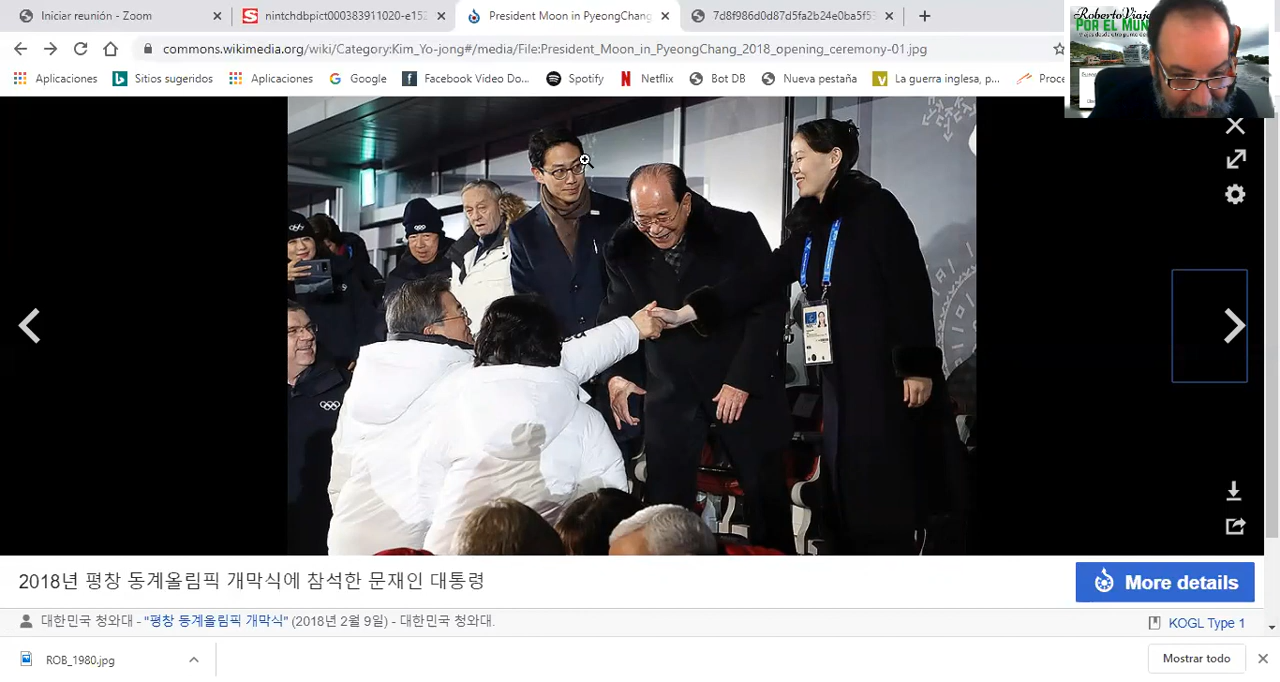 Iniciar reunión - Zoom
nintchdbpict000383911020-e152
President Moon in PyeongChang
7d8f986d0d87d5fa2b24e0ba5f53
commons.wikimedia.org/wiki/Category:Kim_Yo-jong#/media/File:President_Moon_in_PyeongChang_2018_opening_ceremony-01.jpg
Aplicaciones
Sitios sugeridos
Aplicaciones
Google
Facebook Video Do...
Spotify
Netflix
Bot DB
Nueva pestaña
La guerra inglesa, p...
Proce
RobertoViaje
POR EL MUN
2018년 평창 동계올림픽 개막식에 참석한 문재인 대통령
More details
대한민국 청와대 - "평창 동계올림픽 개막식" (2018년 2월 9일) - 대한민국 청와대.
KOGL Type 1
ROB_1980.jpg
Mostrar todo